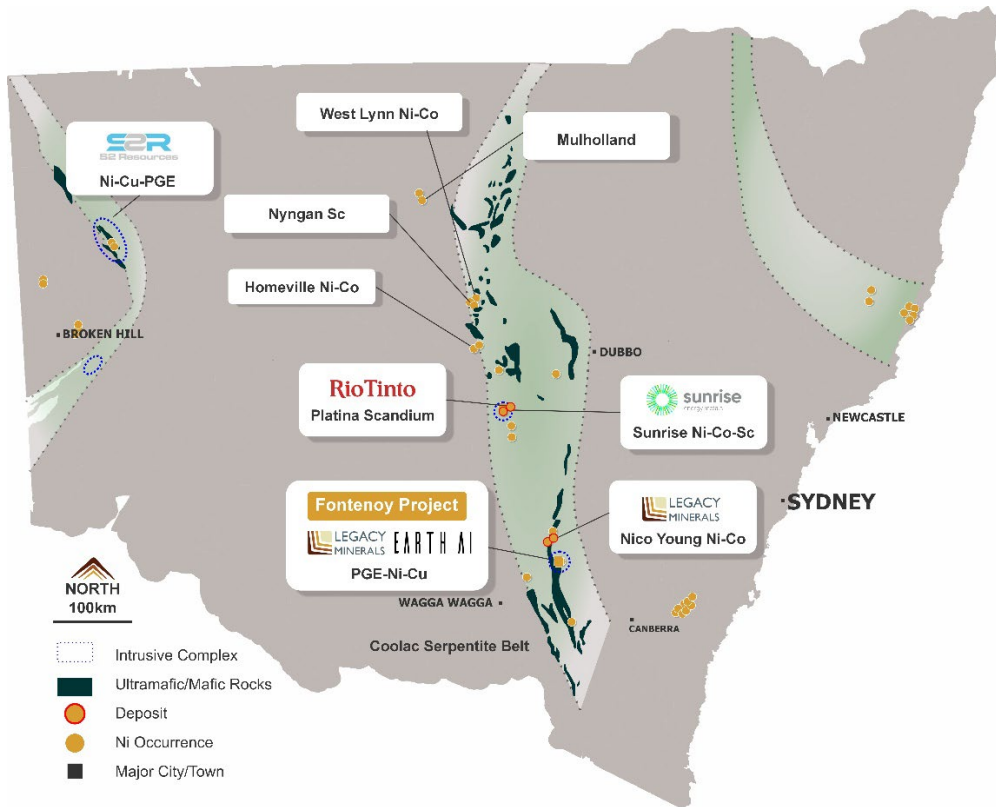 West Lynn Ni-Co
Mulholland
S2R
S2 Resources
Ni-Cu-PGE
Nyngan Sc
Homeville Ni-Co
BROKEN HILL
DUBBO
RioTinto
Platina Scandium
sunrise
energy metals
Sunrise Ni-Co-Sc
NEWCASTLE
SYDNEY
Fontenoy Project
LEGACY
MINERALS
EARTH AI
PGE-Ni-Cu
LEGACY
MINERALS
Nico Young Ni-Co
WAGGA WAGGA
CANBERRA
Coolac Serpentite Belt
NORTH
100km
Intrusive Complex
Ultramafic/Mafic Rocks
Deposit
Ni Occurrence
Major City/Town